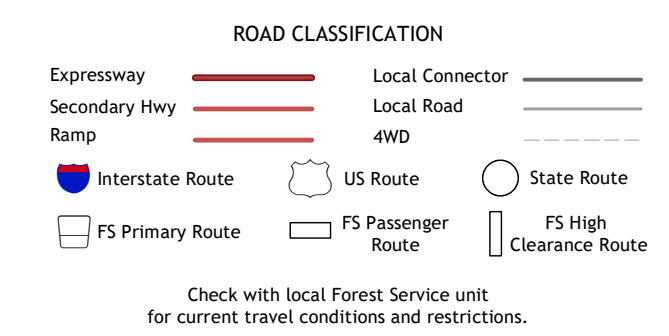 ROAD CLASSIFICATION
Expressway
Local Connector
Secondary Hwy
Local Road
Ramp
4WD
Interstate Route
US Route
State Route
FS Primary Route
FS Passenger
Route
FS High
Clearance Route
Check with local Forest Service unit
for current travel conditions and restrictions.